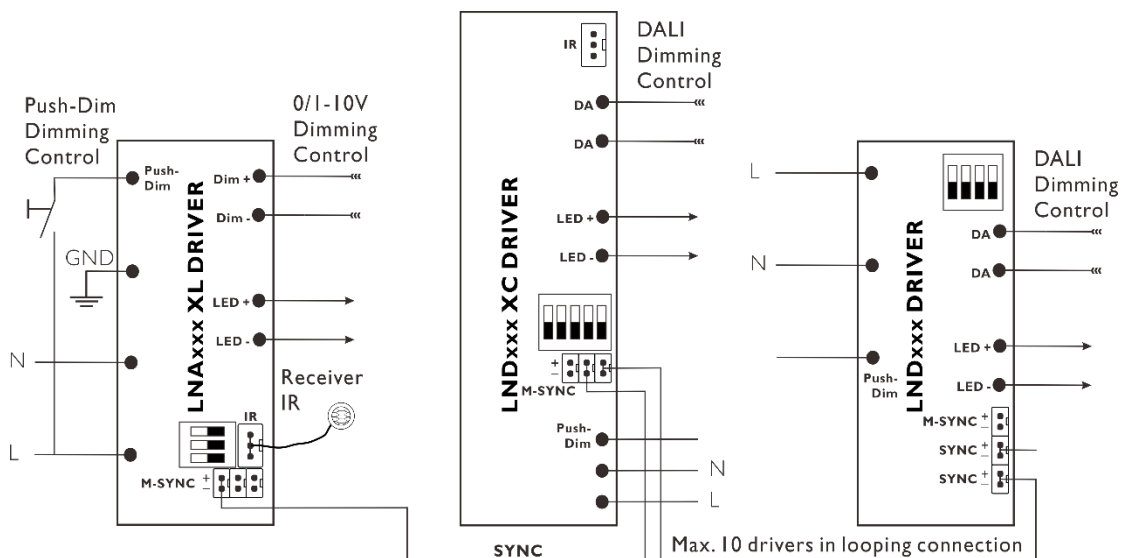 Push-Dim
Dimming
Control
0/1-10V
Dimming
Control
Push-
Dim
Dim +
Dim -
GND
LNAxxx XL DRIVER
LED +
LED -
N
Receiver
IR
IR
L
M-SYNC + -
IR
DALI
Dimming
Control
DA
DA
LNDxxx XC DRIVER
LED +
LED -
+ -
M-SYNC
Push-
Dim
N
L
SYNC
DALI
Dimming
Control
L
DA
N
DA
LNDxxx DRIVER
LED +
Push-
Dim
LED -
M-SYNC + -
SYNC + -
SYNC + -
Max. 10 drivers in looping connection